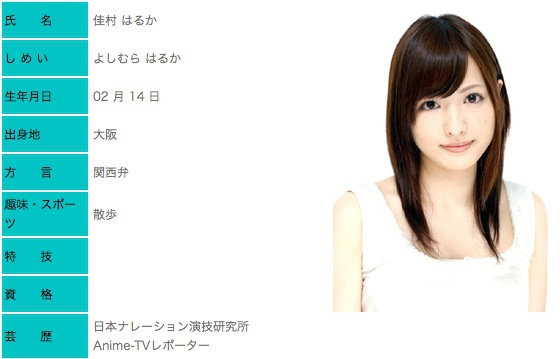 氏　　名
佳村 はるか
し め い
よしむら はるか
生年月日
02 月 14 日
出身地
大阪
方　　言
関西弁
趣味・スポー
ツ
散歩
特　　技
資　　格
芸　　歴
日本ナレーション演技研究所
Anime-TVレポーター